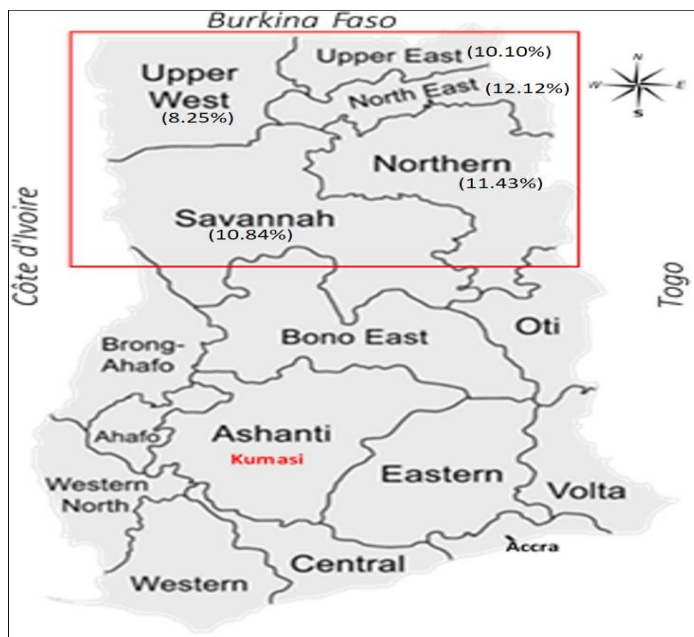 Burkina Faso
Upper East (10.10%)
North East (12.12%)
Upper
West
(8.25%)
N
W
E
S
Northern
(11.43%)
Savannah
(10.84%)
Côte d'Ivoire
Togo
Oti
Bono East
Brong-
Ahafo
Ahafo
Ashanti
Kumasi
Eastern
Western
North
Volta
Accra
Central
Western